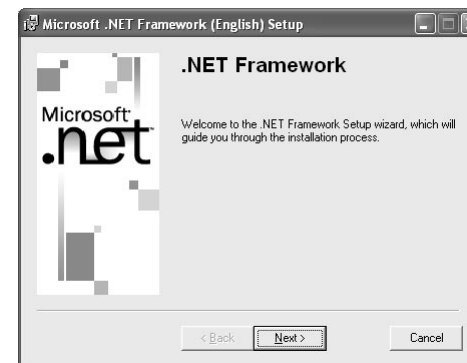 Microsoft .NET Framework (English) Setup
.NET Framework
Microsoft
.net
Welcome to the .NET Framework Setup wizard, which will
guide you through the installation process.
< Back
Next >
Cancel